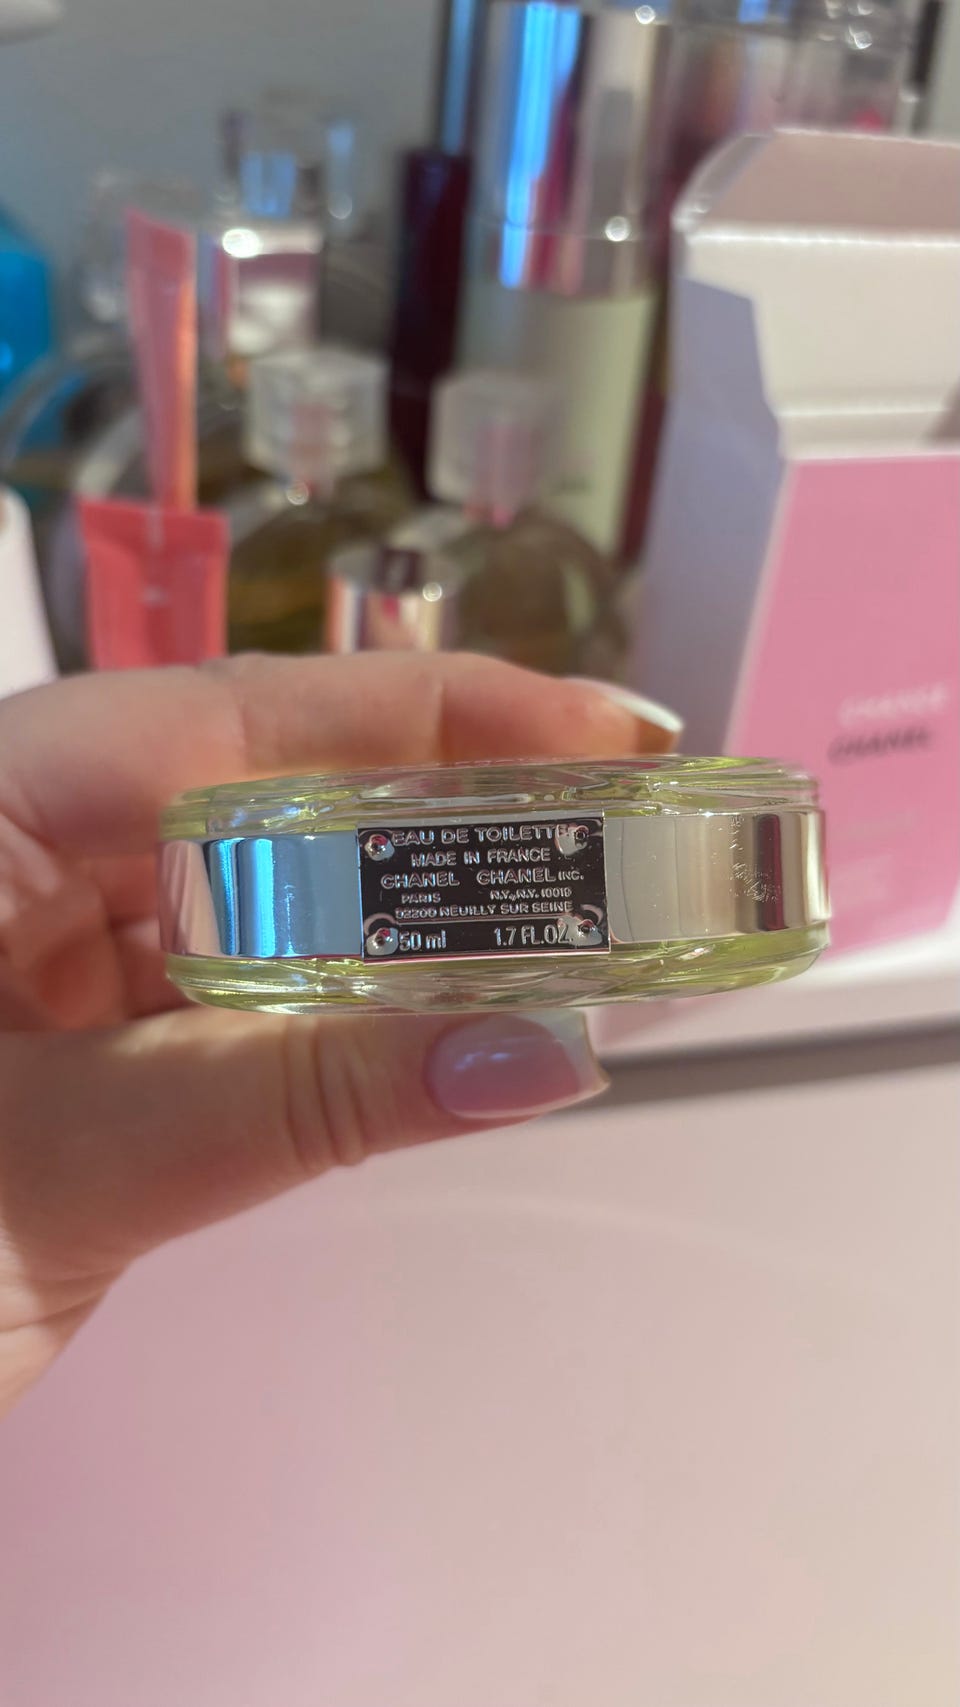 EAU DE TOILETTE
MADE IN FRANCE
CHANEL CHANEL INC.
PARIS N.Y., N.Y. 10019
92200 NEUILLY SUR SEINE
50 ml 1.7 FL.OZ.
CHANCE
CHANEL